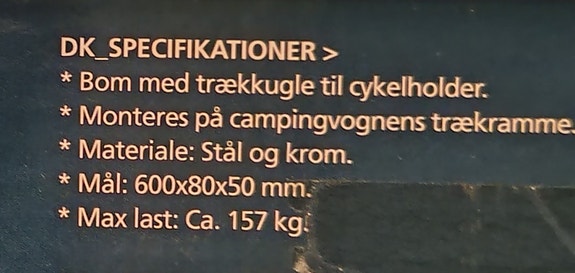 DK_SPECIFIKATIONER >
* Bom med trækkugle til cykelholder.
* Monteres på campingvognens trækramme.
* Materiale: Stål og krom.
* Mål: 600x80x50 mm.
* Max last: Ca. 157 kg.